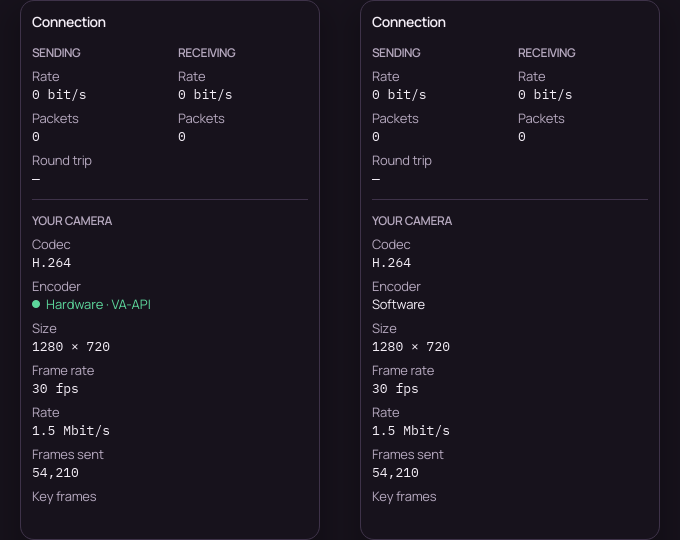 Connection
SENDING RECEIVING
Rate Rate
0 bit/s 0 bit/s
Packets Packets
0 0
Round trip
—
YOUR CAMERA
Codec
H.264
Encoder
Hardware · VA-API
Size
1280 × 720
Frame rate
30 fps
Rate
1.5 Mbit/s
Frames sent
54,210
Key frames
Connection
SENDING RECEIVING
Rate Rate
0 bit/s 0 bit/s
Packets Packets
0 0
Round trip
—
YOUR CAMERA
Codec
H.264
Encoder
Software
Size
1280 × 720
Frame rate
30 fps
Rate
1.5 Mbit/s
Frames sent
54,210
Key frames